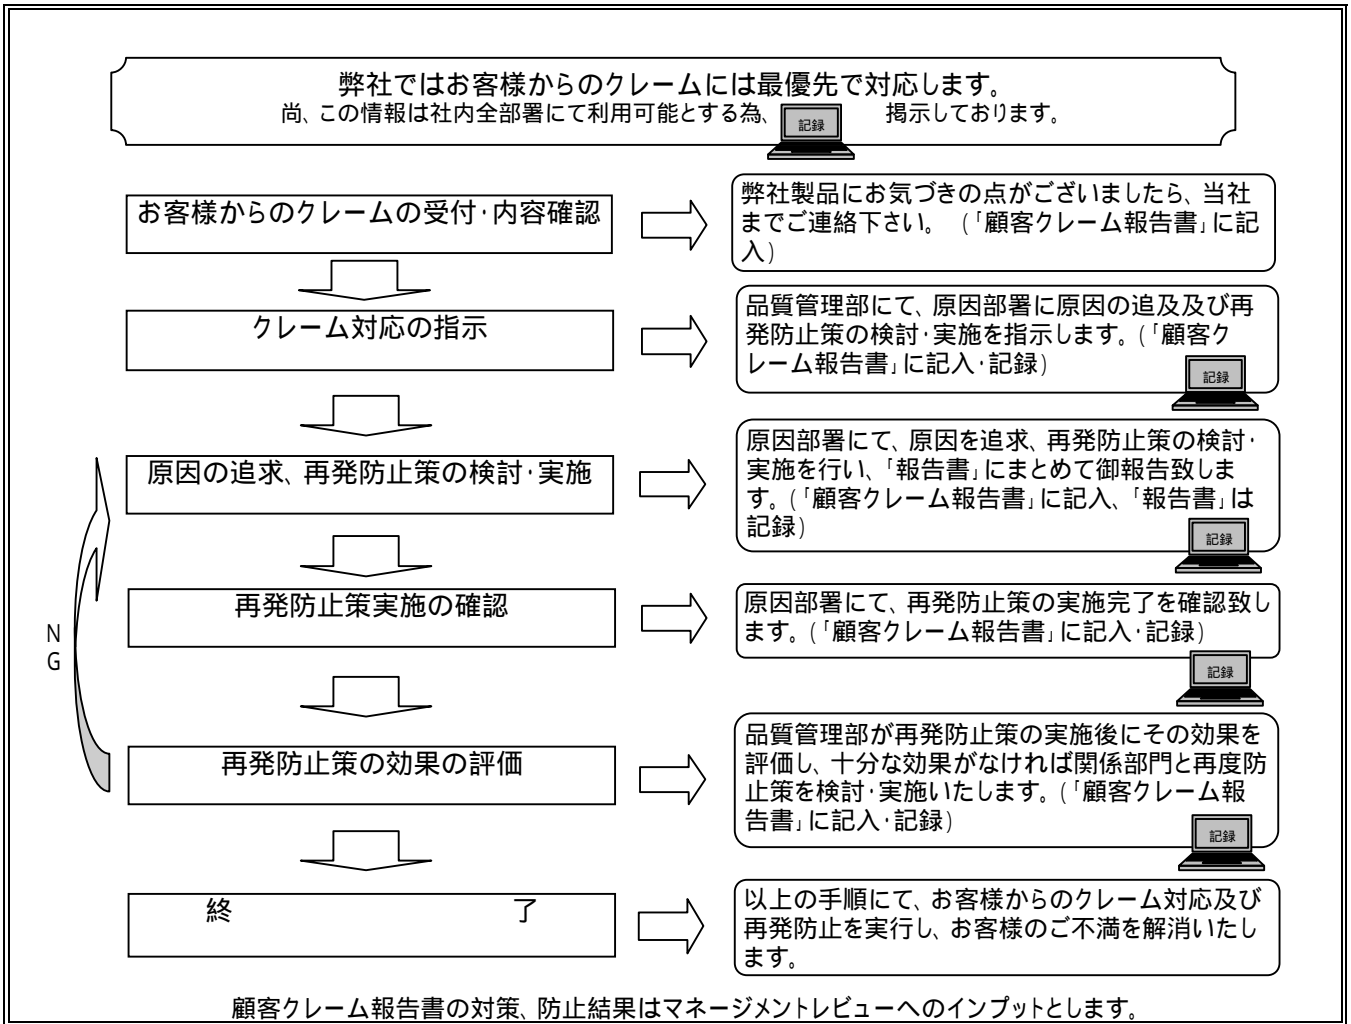 弊社ではお客様からのクレームには最優先で対応します。
尚、この情報は社内全部署にて利用可能とする為、 記録 掲示しております。
お客様からのクレームの受付・内容確認
弊社製品にお気づきの点がございましたら、当社
までご連絡下さい。 (「顧客クレーム報告書」に記
入)
クレーム対応の指示
品質管理部にて、原因部署に原因の追及及び再
発防止策の検討・実施を指示します。(「顧客ク
レーム報告書」に記入・記録)
記録
原因の追求、再発防止策の検討・実施
原因部署にて、原因を追求、再発防止策の検討・
実施を行い、「報告書」にまとめて御報告致しま
す。(「顧客クレーム報告書」に記入、「報告書」は
記録)
記録
再発防止策実施の確認
原因部署にて、再発防止策の実施完了を確認致し
ます。(「顧客クレーム報告書」に記入・記録)
記録
N
G
再発防止策の効果の評価
品質管理部が再発防止策の実施後にその効果を
評価し、十分な効果がなければ関係部門と再度防
止策を検討・実施いたします。(「顧客クレーム報
告書」に記入・記録)
記録
終 了
以上の手順にて、お客様からのクレーム対応及び
再発防止を実行し、お客様のご不満を解消いたし
ます。
顧客クレーム報告書の対策、防止結果はマネージメントレビューへのインプットとします。